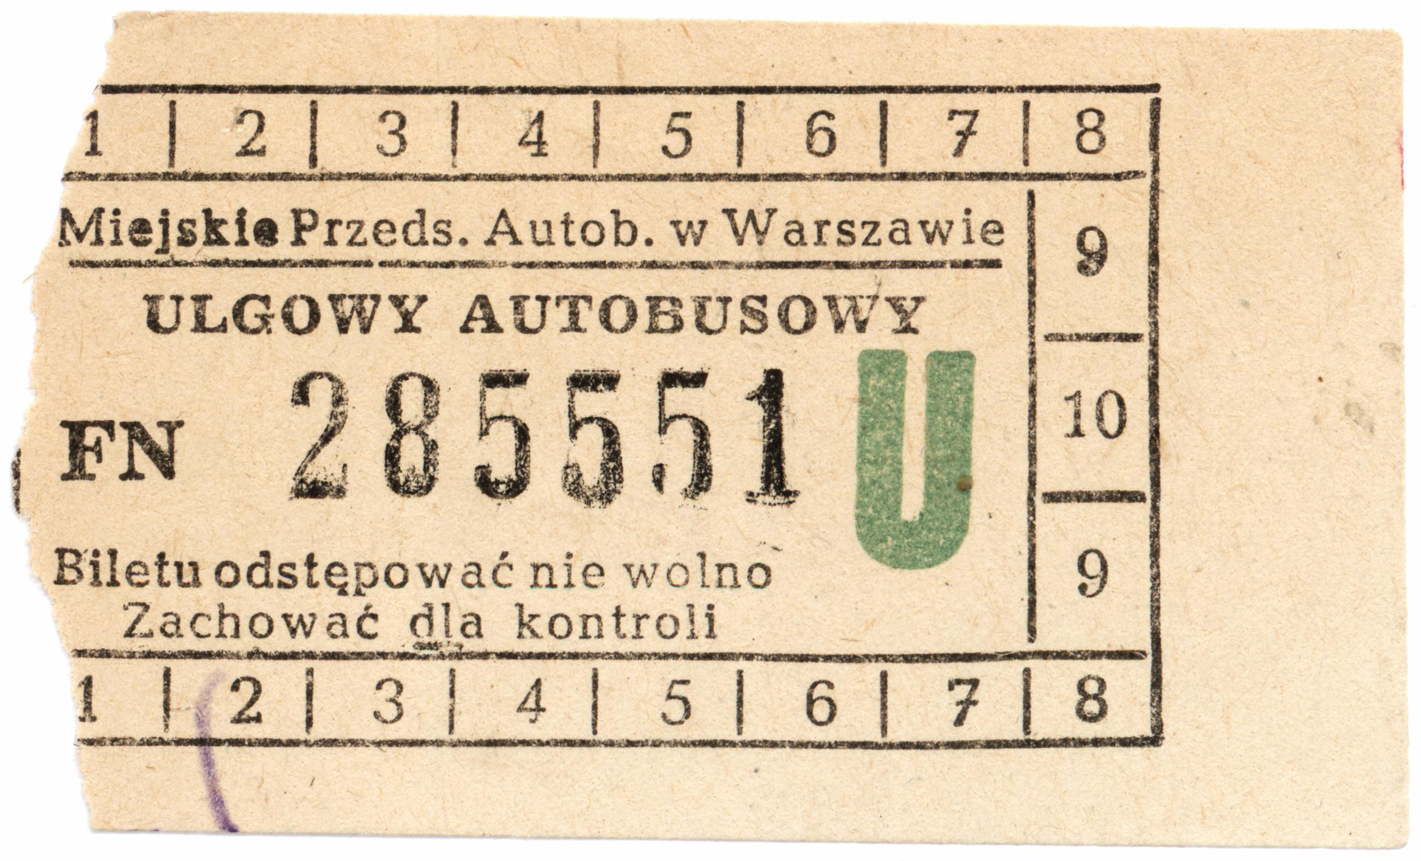 1 | 2 | 3 | 4 | 5 | 6 | 7 | 8
Miejskie Przeds. Autob. w Warszawie
9
ULGOWY AUTOBUSOWY
FN 285551 U
10
Biletu odstępować nie wolno
9
Zachować dla kontroli
1 | 2 | 3 | 4 | 5 | 6 | 7 | 8